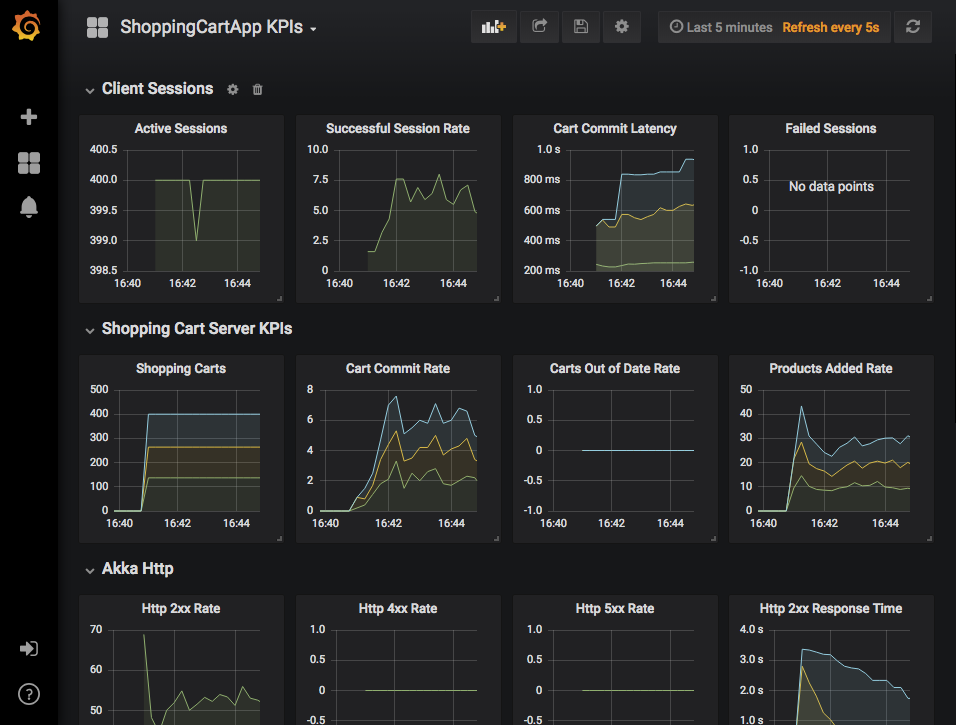 ShoppingCartApp KPIs
Last 5 minutes Refresh every 5s
Client Sessions
Active Sessions
400.5
400.0
399.5
399.0
398.5
16:40 16:42 16:44
Successful Session Rate
10.0
7.5
5.0
2.5
0
16:40 16:42 16:44
Cart Commit Latency
1.0 s
800 ms
600 ms
400 ms
200 ms
16:40 16:42 16:44
Failed Sessions
1.0
0.5
0
-0.5
-1.0
No data points
16:40 16:42 16:44
Shopping Cart Server KPIs
Shopping Carts
500
400
300
200
100
0
16:40 16:42 16:44
Cart Commit Rate
8
6
4
2
0
16:40 16:42 16:44
Carts Out of Date Rate
1.0
0.5
0
-0.5
-1.0
16:40 16:42 16:44
Products Added Rate
50
40
30
20
10
0
16:40 16:42 16:44
Akka Http
Http 2xx Rate
70
60
50
Http 4xx Rate
1.0
0.5
0
-0.5
Http 5xx Rate
1.0
0.5
0
-0.5
Http 2xx Response Time
4.0 s
3.0 s
2.0 s
1.0 s